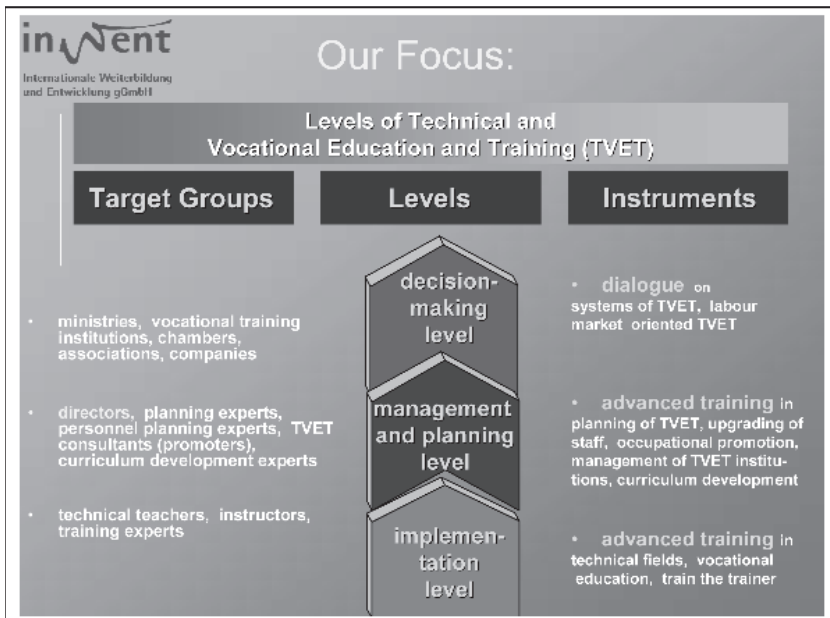 inWent
Internationale Weiterbildung
und Entwicklung gGmbH
Our Focus:
Levels of Technical and
Vocational Education and Training (TVET)
Target Groups
Levels
Instruments
• ministries, vocational training
institutions, chambers,
associations, companies
decision-
making
level
• dialogue on
systems of TVET, labour
market oriented TVET
• directors, planning experts,
personnel planning experts, TVET
consultants (promoters),
curriculum development experts
management
and planning
level
• advanced training in
planning of TVET, upgrading of
staff, occupational promotion,
management of TVET institu-
tions, curriculum development
• technical teachers, instructors,
training experts
implemen-
tation
level
• advanced training in
technical fields, vocational
education, train the trainer